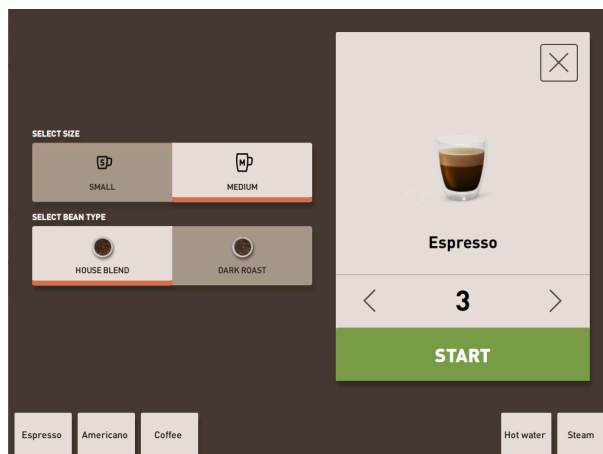 SELECT SIZE
S
SMALL
M
MEDIUM
SELECT BEAN TYPE
HOUSE BLEND
DARK ROAST
Espresso
3
START
Espresso
Americano
Coffee
Hot water
Steam